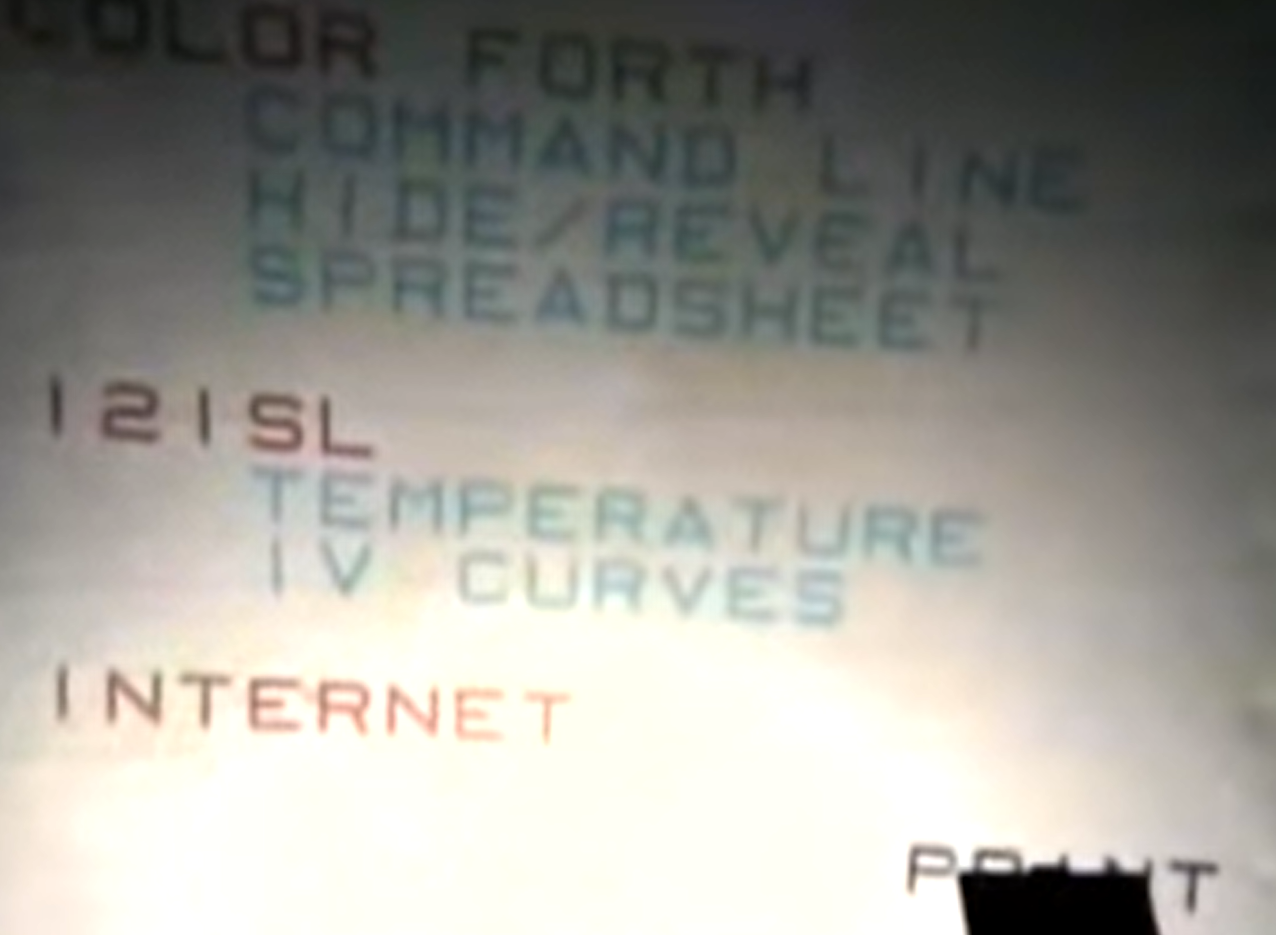 COLOR FORTH
COMMAND LINE
HIDE/REVEAL
SPREADSHEET
121SL
TEMPERATURE
IV CURVES
INTERNET